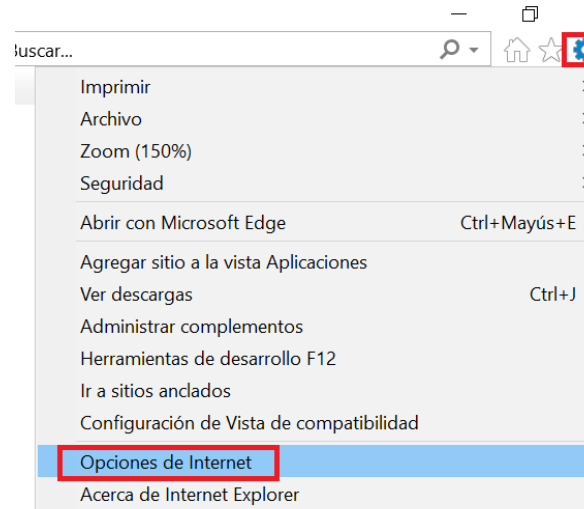 Buscar...
Imprimir
Archivo
Zoom (150%)
Seguridad
Abrir con Microsoft Edge Ctrl+Mayús+E
Agregar sitio a la vista Aplicaciones
Ver descargas Ctrl+J
Administrar complementos
Herramientas de desarrollo F12
Ir a sitios anclados
Configuración de Vista de compatibilidad
Opciones de Internet
Acerca de Internet Explorer